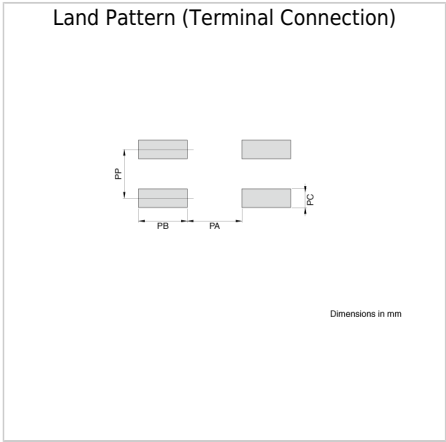 Land Pattern (Terminal Connection)
PP
PC
PB
PA
Dimensions in mm